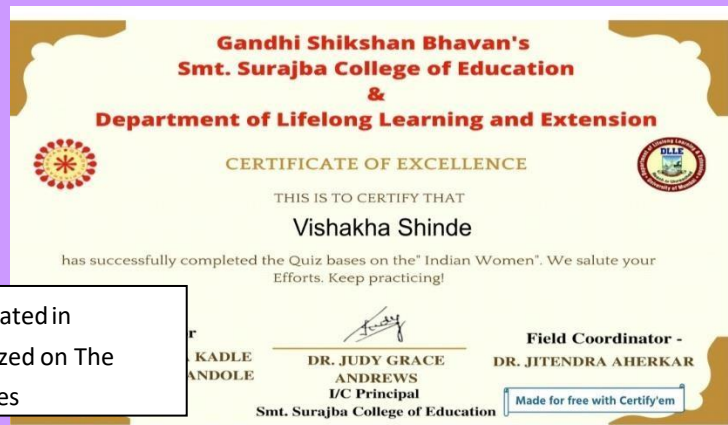 Gandhi Shikshan Bhavan's
Smt. Surajba College of Education
&
Department of Lifelong Learning and Extension
CERTIFICATE OF EXCELLENCE
DLLE
THIS IS TO CERTIFY THAT
Vishakha Shinde
has successfully completed the Quiz bases on the" Indian Women". We salute your
Efforts. Keep practicing!
ated in
zed on The
es
r
KADLE
ANDOLE
DR. JUDY GRACE
ANDREWS
I/C Principal
Smt. Surajba College of Education
Field Coordinator -
DR. JITENDRA AHERKAR
Made for free with Certify'em